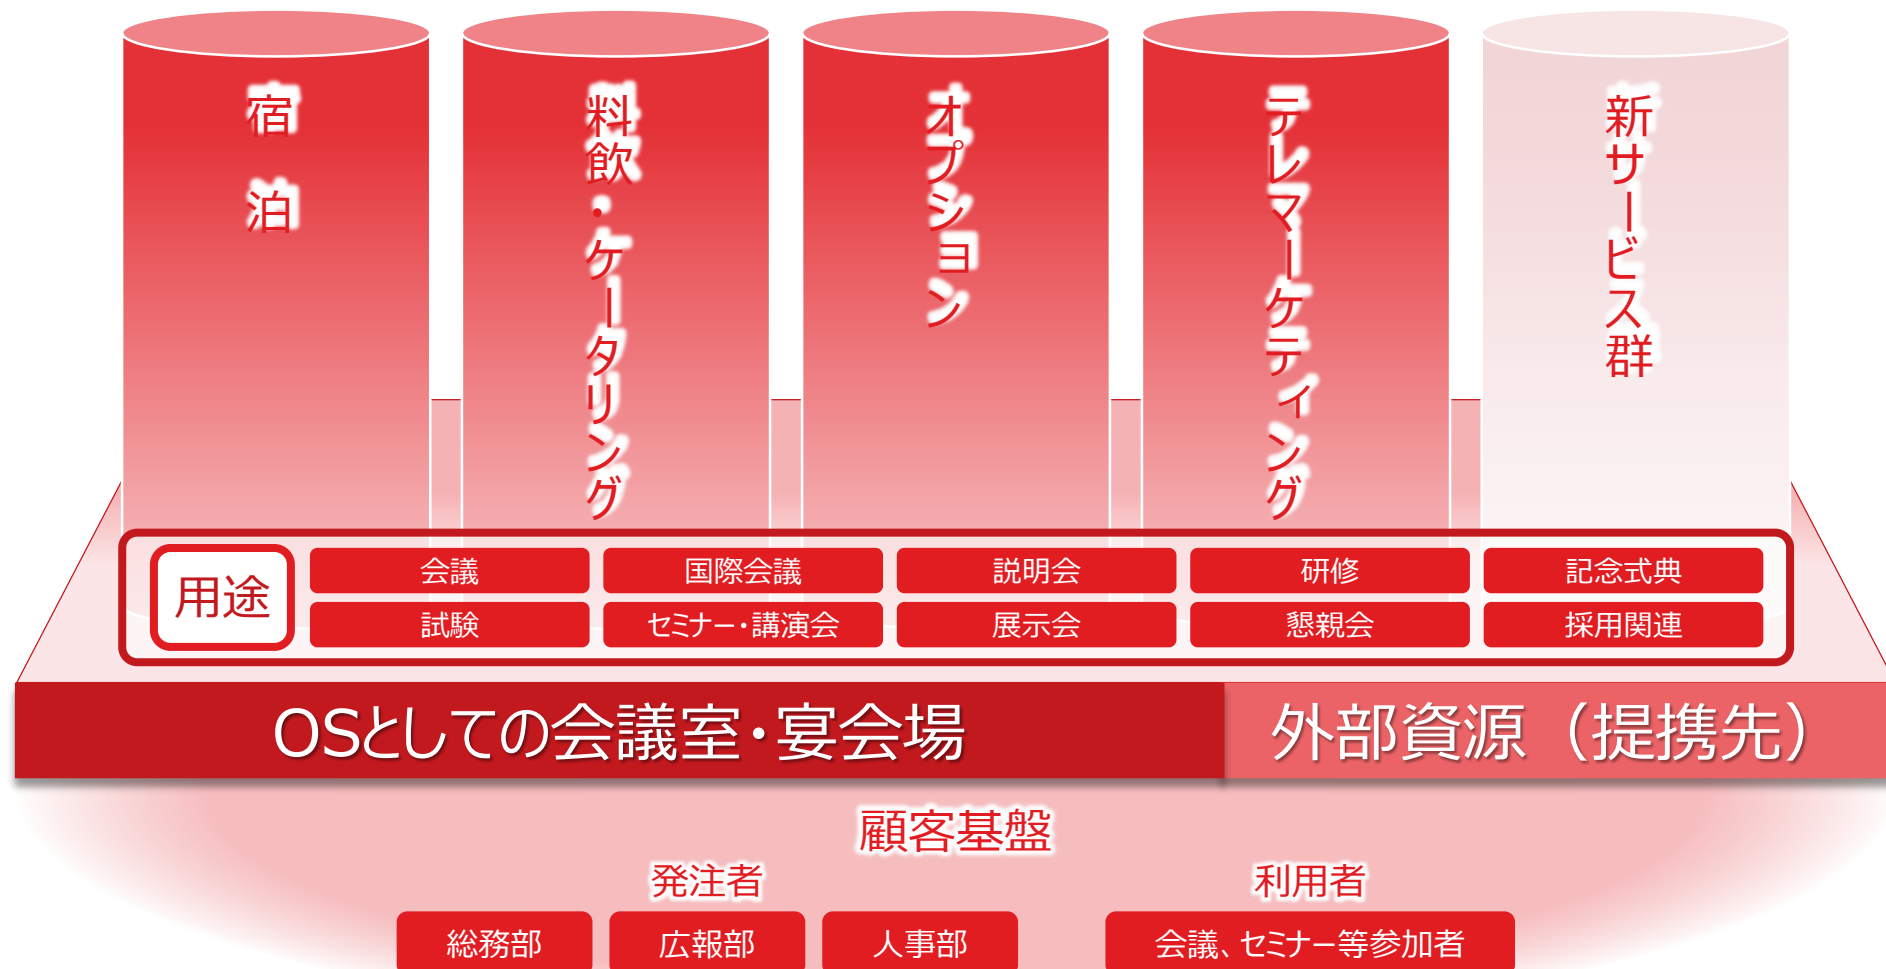 宿泊
料飲・ケータリング
オプション
テレマーケティング
新サービス群
用途
会議
国際会議
説明会
研修
記念式典
試験
セミナー・講演会
展示会
懇親会
採用関連
OSとしての会議室・宴会場
外部資源（提携先）
顧客基盤
発注者
利用者
総務部
広報部
人事部
会議、セミナー等参加者